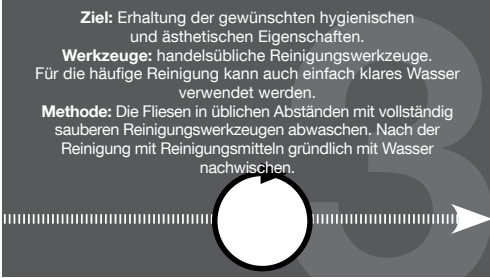 Ziel: Erhaltung der gewünschten hygienischen
und ästhetischen Eigenschaften.
Werkzeuge: handelsübliche Reinigungswerkzeuge.
Für die häufige Reinigung kann auch einfach klares Wasser
verwendet werden.
Methode: Die Fliesen in üblichen Abständen mit vollständig
sauberen Reinigungswerkzeugen abwaschen. Nach der
Reinigung mit Reinigungsmitteln gründlich mit Wasser
nachwischen.
3